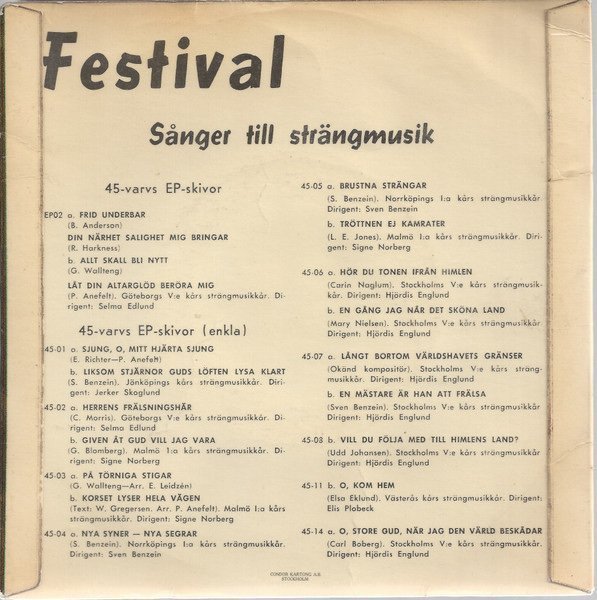 Festival
Sånger till strängmusik
45-varvs EP-skivor
EP02 a. FRID UNDERBAR
(B. Anderson)
DIN NÄRHET SALIGHET MIG BRINGAR
(R. Harkness)
b. ALLT SKALL BLI NYTT
(G. Wallteng)
LÅT DIN ALTARGLÖD BERÖRA MIG
(P. Anefelt). Göteborgs V:e kårs strängmusikkår. Di-
rigent: Selma Edlund
45-varvs EP-skivor (enkla)
45-01 a. SJUNG, O, MITT HJÄRTA SJUNG
(E. Richter—P. Anefelt)
b. LIKSOM STJÄRNOR GUDS LÖFTEN LYSA KLART
(S. Benzein). Jönköpings kårs strängmusikkår. Diri-
gent: Jerker Skoglund
45-02 a. HERRENS FRÄLSNINGSHÄR
(C. Morris). Göteborgs V:e kårs strängmusikkår. Di-
rigent: Selma Edlund
b. GIVEN ÅT GUD VILL JAG VARA
(G. Blomberg). Malmö I:a kårs strängmusikkår. Di-
rigent: Signe Norberg
45-03 a. PÅ TÖRNIGA STIGAR
(G. Wallteng—Arr. E. Leidzén)
b. KORSET LYSER HELA VÄGEN
(Text: W. Gregersen. Arr. P. Anefelt). Malmö I:a kårs
strängmusikkår. Dirigent: Signe Norberg
45-04 a. NYA SYNER — NYA SEGRAR
(S. Benzein). Norrköpings I:a kårs strängmusikkår.
Dirigent: Sven Benzein
45-05 a. BRUSTNA STRÄNGAR
(S. Benzein). Norrköpings I:a kårs strängmusikkår.
Dirigent: Sven Benzein
b. TRÖTTNEN EJ KAMRATER
(L. E. Jones). Malmö I:a kårs strängmusikkår. Diri-
gent: Signe Norberg
45-06 a. HÖR DU TONEN IFRÅN HIMLEN
(Carin Naglum). Stockholms V:e kårs strängmusik-
kår. Dirigent: Hjördis Englund
b. EN GÅNG JAG NÅR DET SKÖNA LAND
(Mary Nielsen). Stockholms V:e kårs strängmusikkår.
Dirigent: Hjördis Englund
45-07 a. LÅNGT BORTOM VÄRLDSHAVETS GRÄNSER
(Okänd kompositör). Stockholms V:e kårs strängmu-
sikkår. Dirigent: Hjördis Englund
b. EN MÄSTARE ÄR HAN ATT FRÄLSA
(Sven Benzein). Stockholms V:e kårs strängmusikkår
Dirigent: Hjördis Englund
45-03 b. VILL DU FÖLJA MED TILL HIMLENS LAND?
(Udd Johansen). Stockholms V:e kårs strängmusikkår.
Dirigent: Hjördis Englund
45-11 b. O, KOM HEM
(Elsa Eklund). Västerås kårs strängmusikkår. Dirigent:
Elis Plobeck
45-14 a. O, STORE GUD, NÄR JAG DEN VÄRLD BESKÅDAR
(Carl Boberg). Stockholms V:e kårs strängmusikkår.
Dirigent: Hjördis Englund
CONDOR KARTONG A.B.
STOCKHOLM